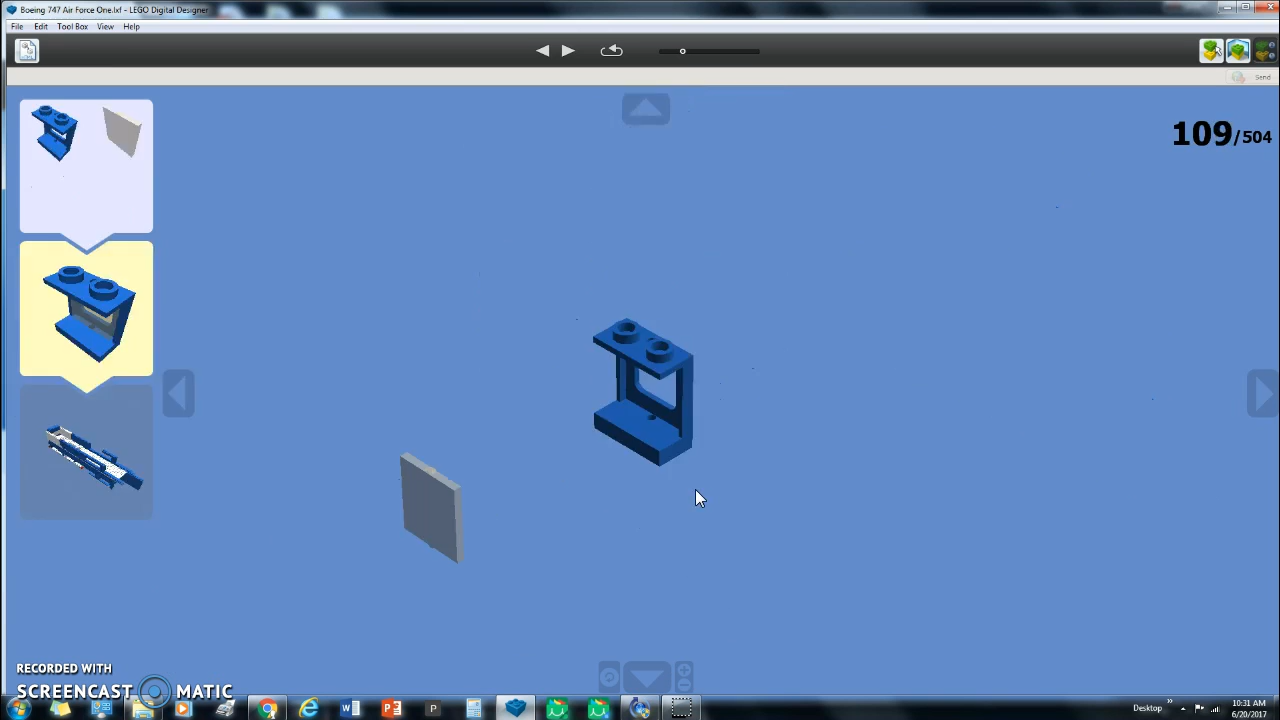 Boeing 747 Air Force One.lxf - LEGO Digital Designer
File Edit Tool Box View Help
Send
109/504
RECORDED WITH
SCREENCAST MATIC
Desktop
10:31 AM
6/20/2017